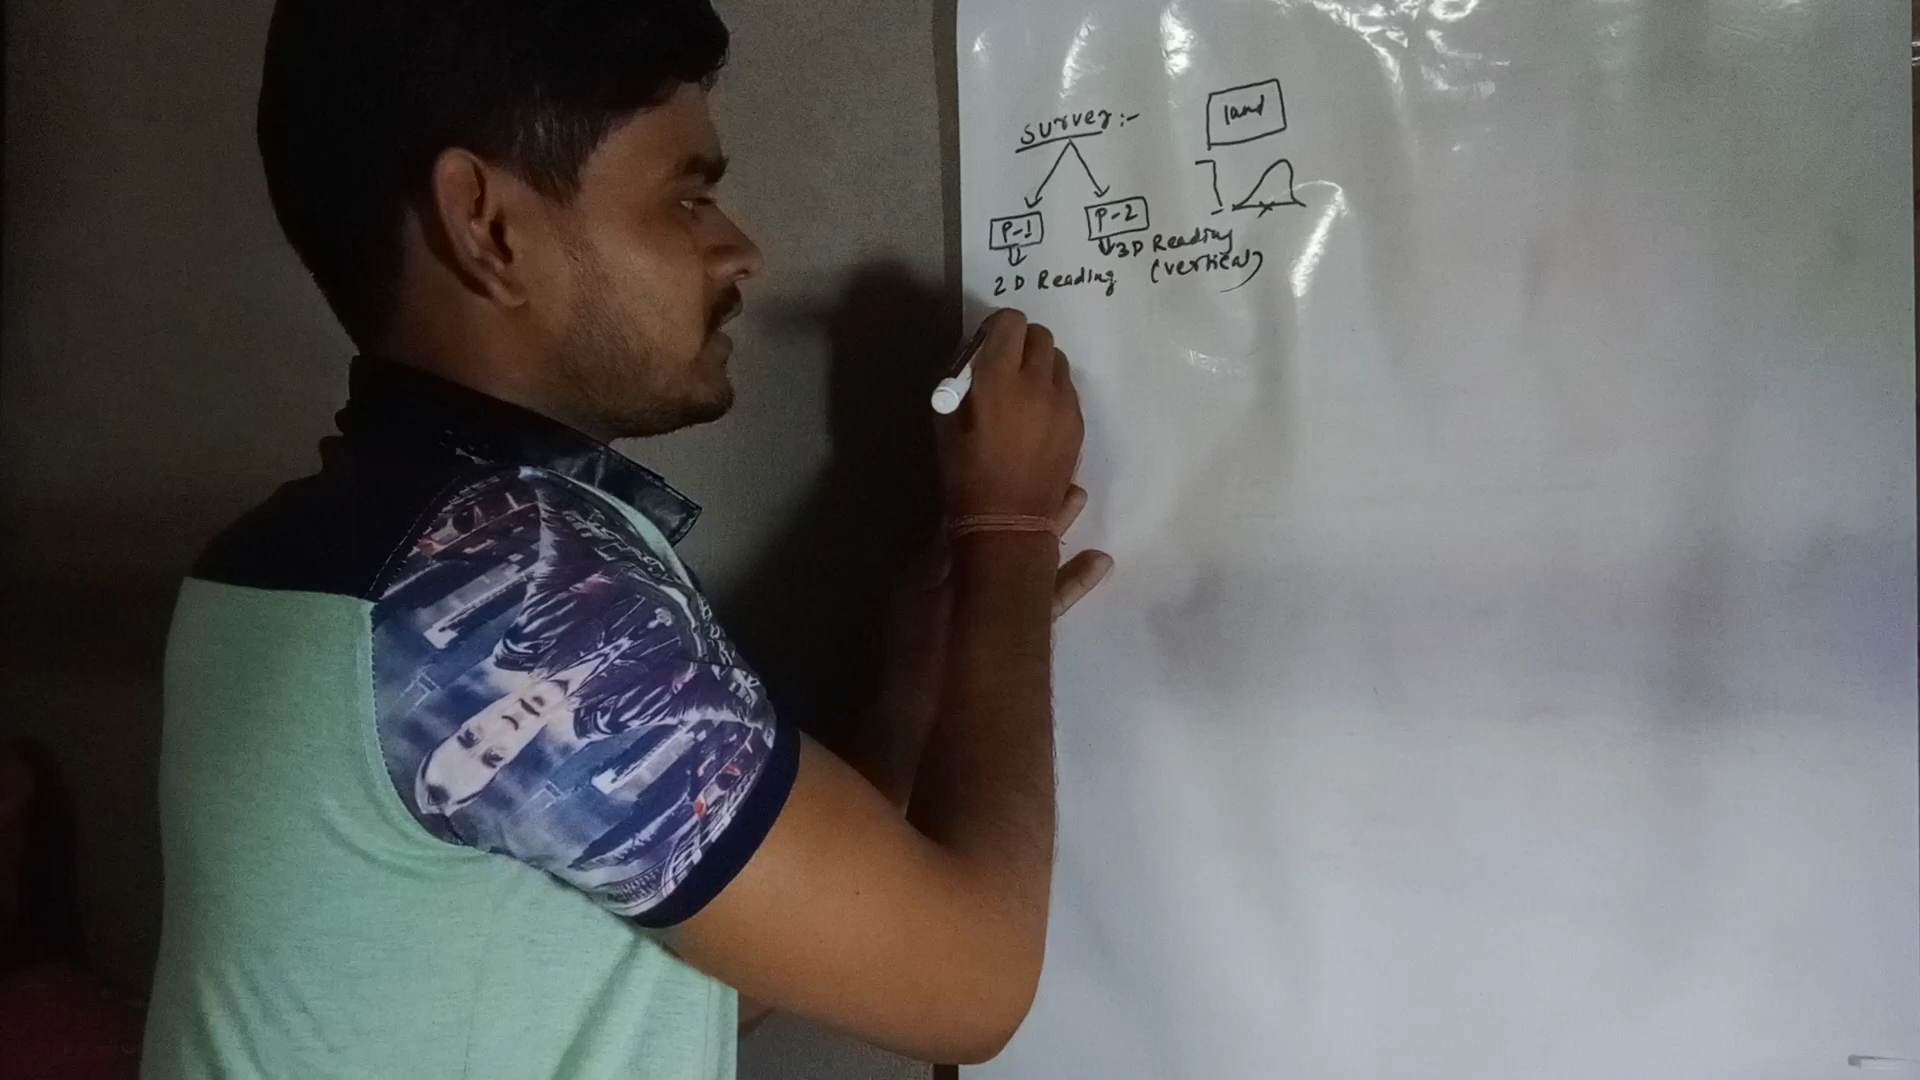 Survey:-
land
P-1
P-2
3D Reading
(vertical)
2D Reading